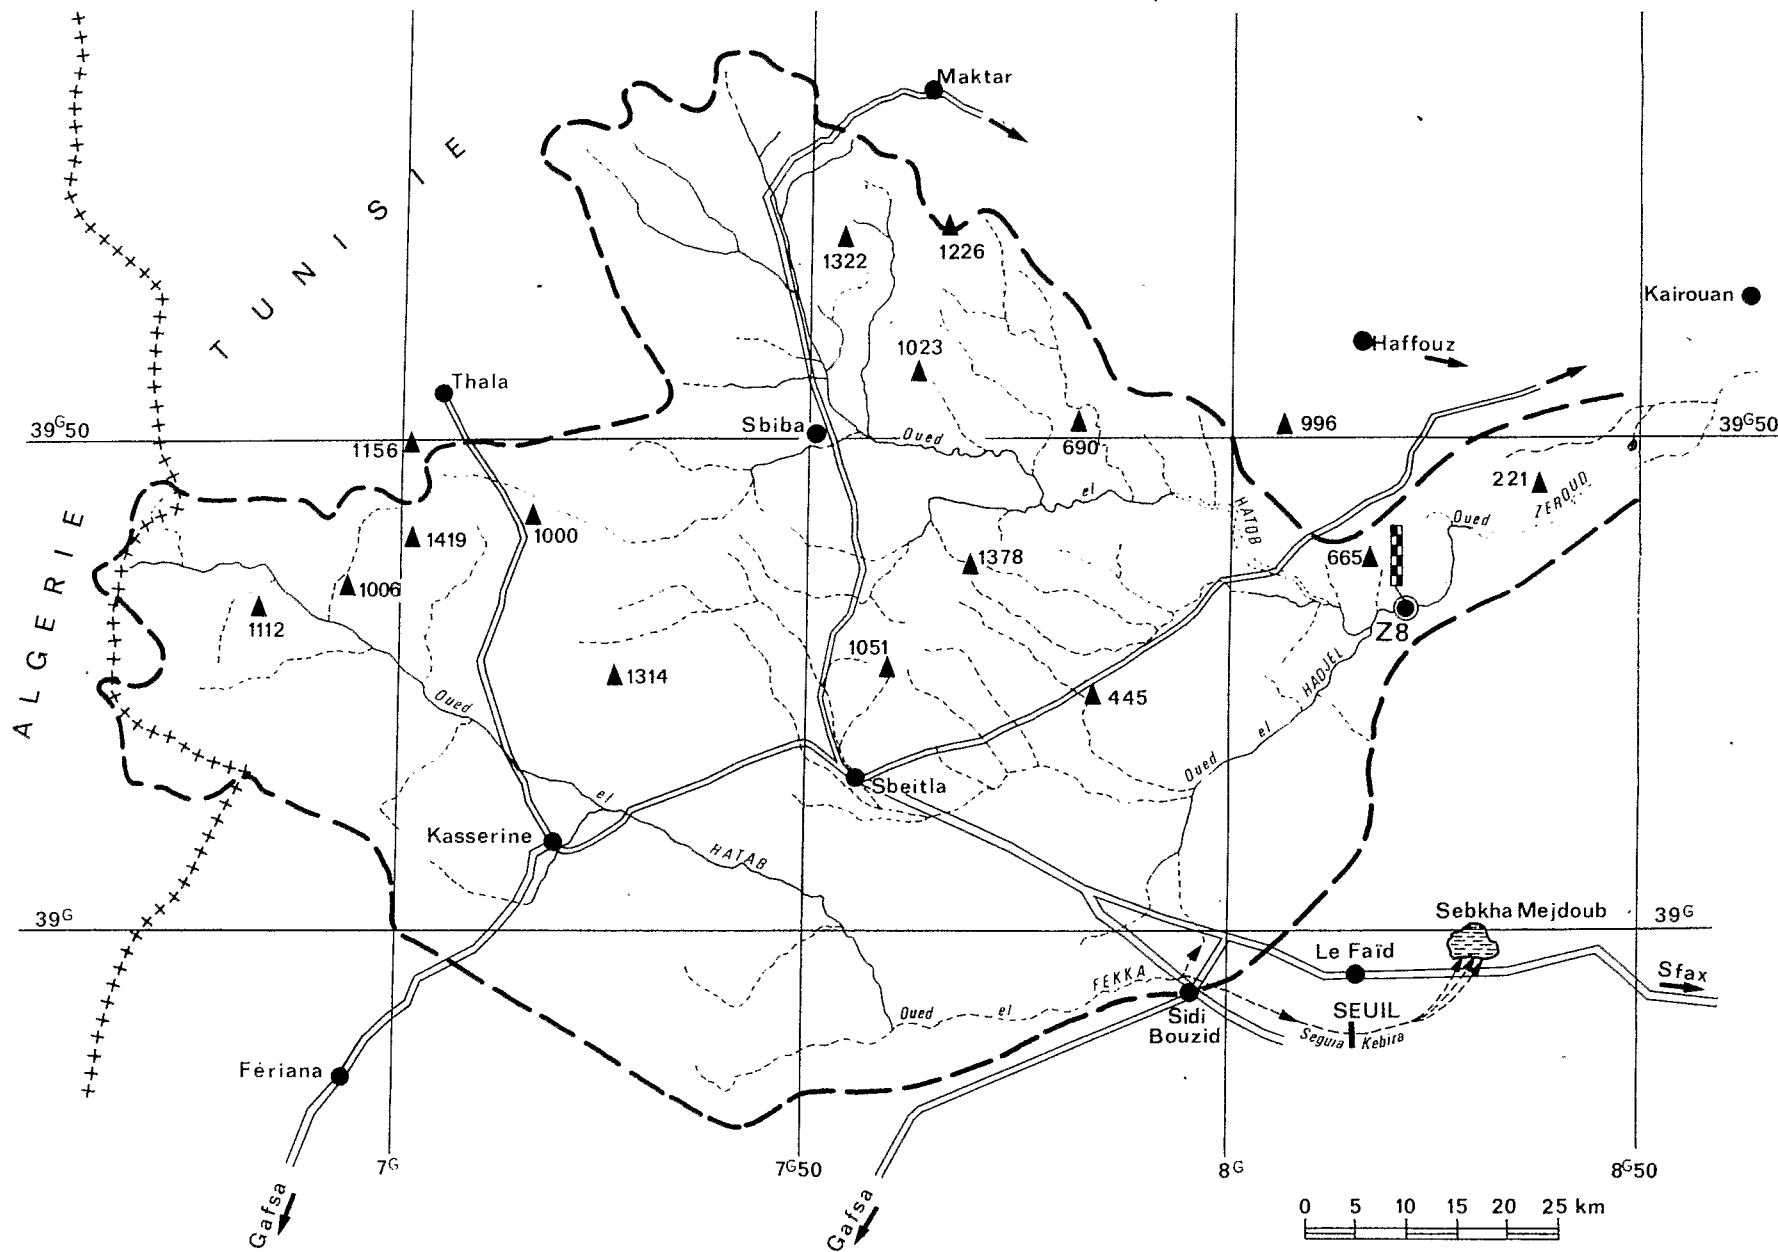 Maktar
TUNISIE
1322
1226
Kairouan
Haffouz
1023
Thala
39G50
1156
Sbiba
Oued
690
996
39G50
el
221
ZEROUD
HATOB
Oued
1419
1000
1378
665
ALGERIE
1006
1112
Z8
1051
1314
HADJEL
445
Oued
el
Oued
Sbeitla
el
Kasserine
HATAB
39G
Sebkha Mejdoub
39G
Le Faïd
FEKKA
Sfax
Oued
el
Sidi
Bouzid
SEUIL
Seguia Kebira
Fériana
7G
7G50
8G
8G50
Gafsa
Gafsa
0 5 10 15 20 25 km